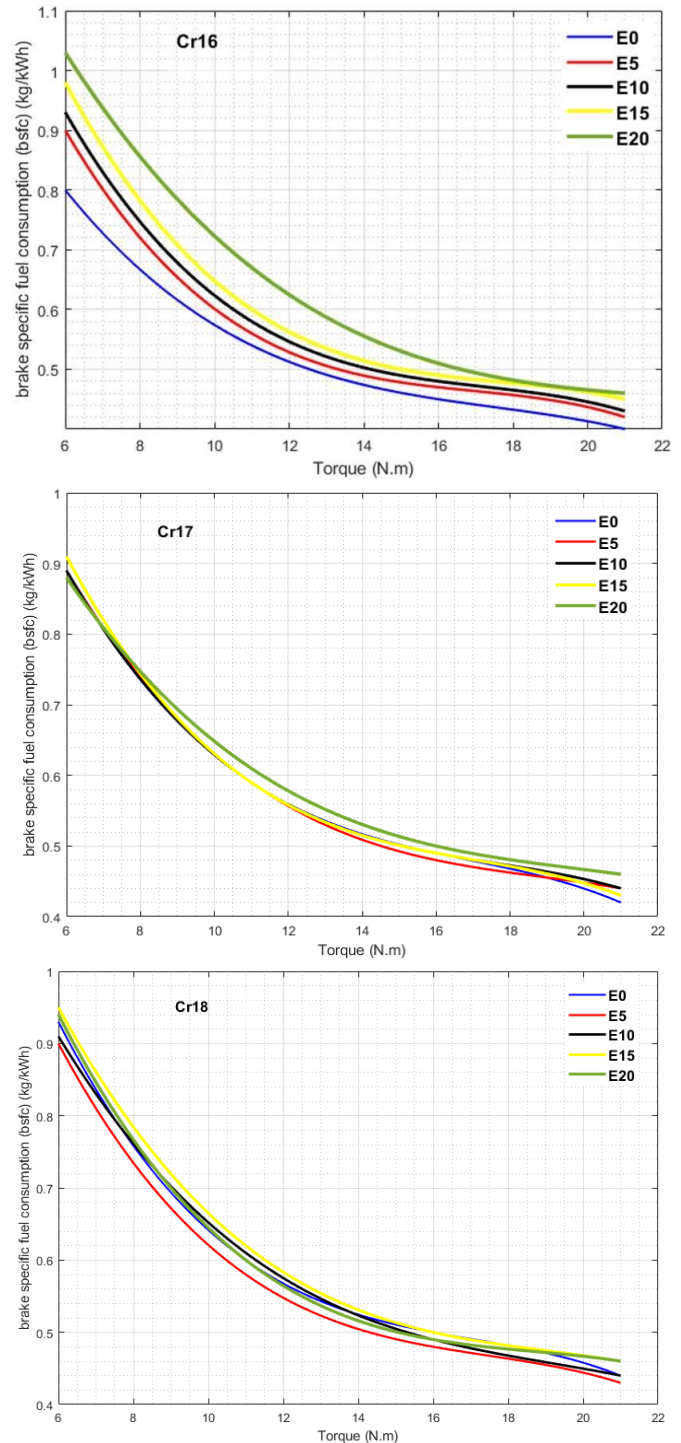 Cr16
E0
E5
E10
E15
E20
1.1
1
0.9
0.8
0.7
0.6
0.5
brake specific fuel consumption (bsfc) (kg/kWh)
6 8 10 12 14 16 18 20 22
Torque (N.m)
Cr17
E0
E5
E10
E15
E20
1
0.9
0.8
0.7
0.6
0.5
0.4
brake specific fuel consumption (bsfc) (kg/kWh)
6 8 10 12 14 16 18 20 22
Torque (N.m)
Cr18
E0
E5
E10
E15
E20
1
0.9
0.8
0.7
0.6
0.5
0.4
brake specific fuel consumption (bsfc) (kg/kWh)
6 8 10 12 14 16 18 20 22
Torque (N.m)